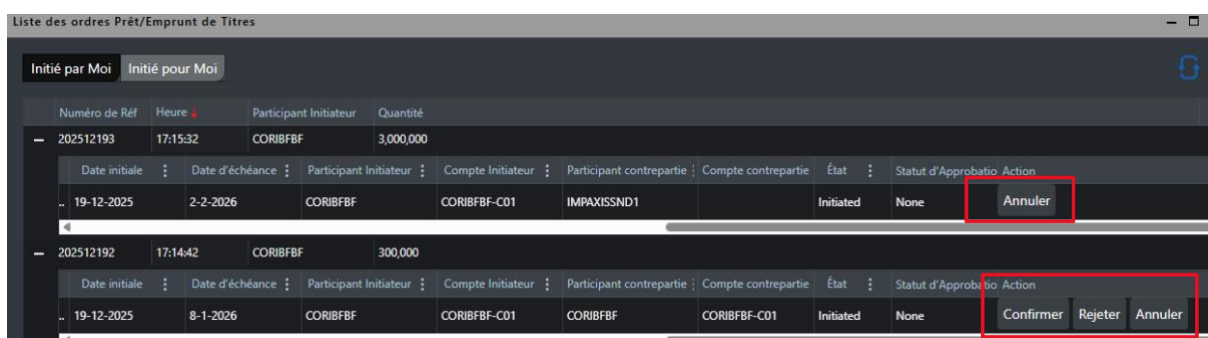 Liste des ordres Prêt/Emprunt de Titres
Initié par Moi Initié pour Moi
Numéro de Réf Heure Participant Initiateur Quantité
202512193 17:15:32 CORIBFBF 3,000,000
Date initiale Date d'échéance Participant Initiateur Compte Initiateur Participant contrepartie Compte contrepartie État Statut d'Approbatio Action
.. 19-12-2025 2-2-2026 CORIBFBF CORIBFBF-C01 IMPAXISSND1 Initiated None Annuler
202512192 17:14:42 CORIBFBF 300,000
Date initiale Date d'échéance Participant Initiateur Compte Initiateur Participant contrepartie Compte contrepartie État Statut d'Approbatio Action
.. 19-12-2025 8-1-2026 CORIBFBF CORIBFBF-C01 CORIBFBF CORIBFBF-C01 Initiated None Confirmer Rejeter Annuler